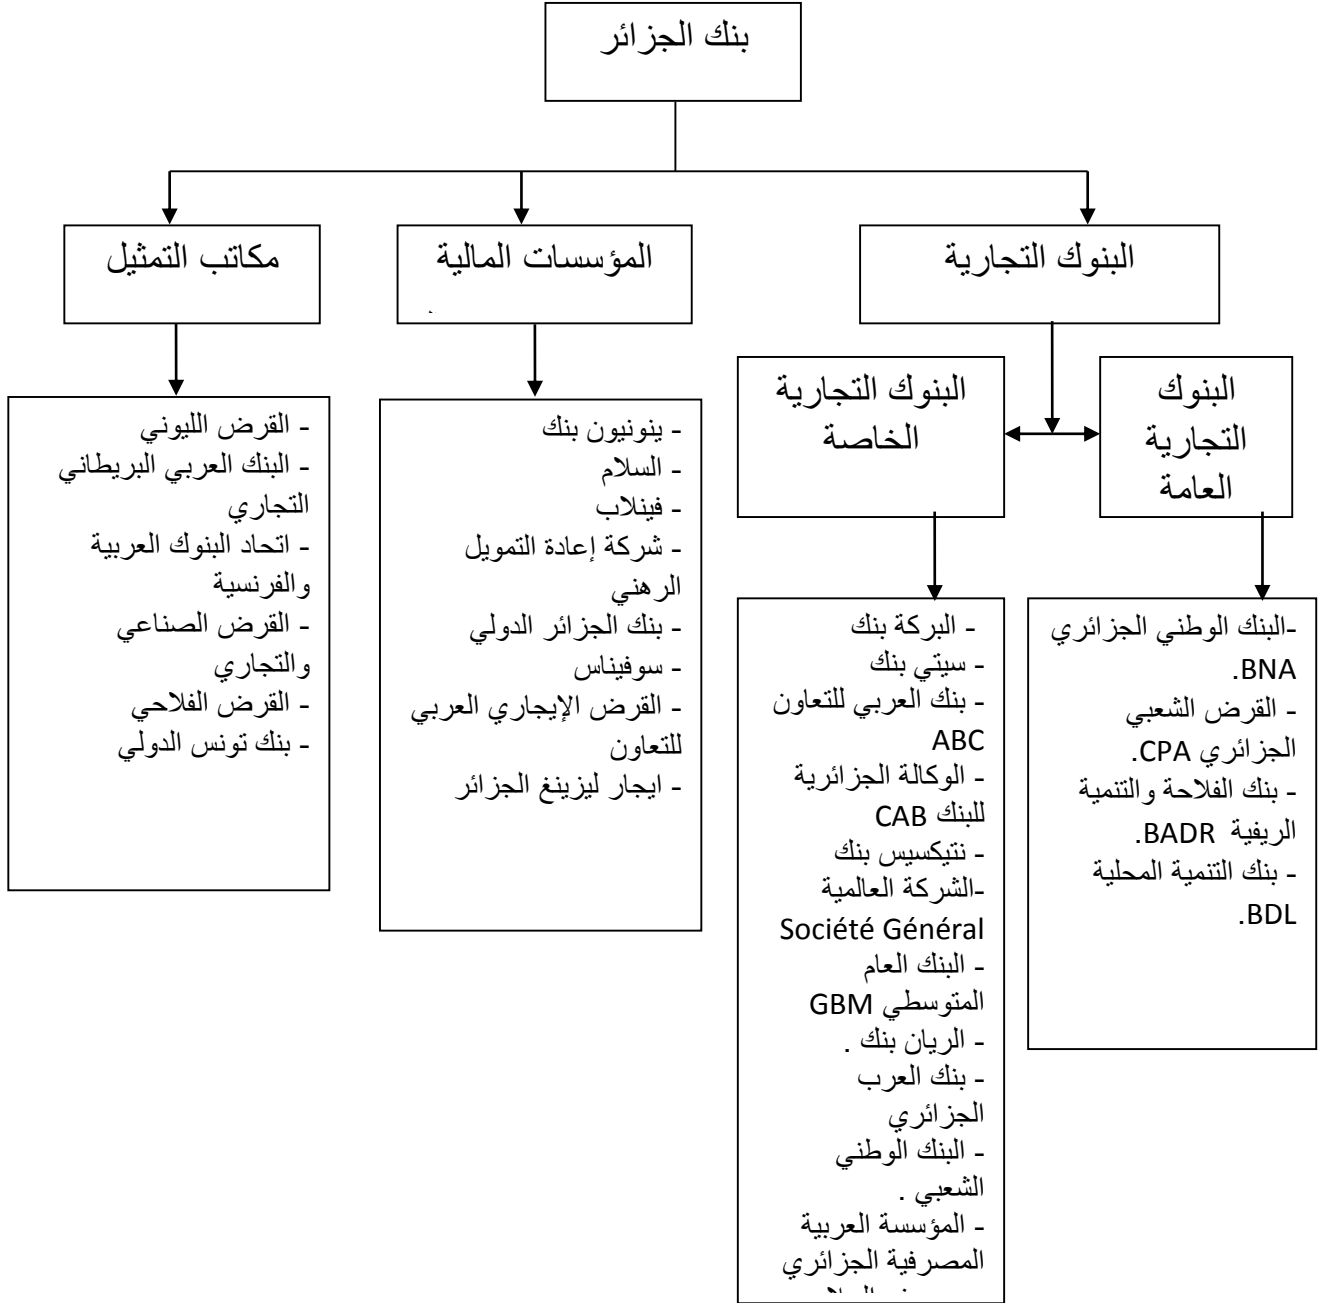 بنك الجزائر
البنوك التجارية
المؤسسات المالية
مكاتب التمثيل
البنوك
التجارية
العامة
البنوك التجارية
الخاصة
-البنك الوطني الجزائري
BNA.
- القرض الشعبي
الجزائري CPA.
- بنك الفلاحة والتنمية
الريفية BADR.
- بنك التنمية المحلية
BDL.
- البركة بنك
- سيتي بنك
- بنك العربي للتعاون
ABC
- الوكالة الجزائرية
للبنك CAB
- نتيكسيس بنك
-الشركة العالمية
Société Général
- البنك العام
المتوسطي GBM
- الريان بنك .
- بنك العرب
الجزائري
- البنك الوطني
الشعبي .
- المؤسسة العربية
المصرفية الجزائري
- ينونيون بنك
- السلام
- فينلاب
- شركة إعادة التمويل
الرهني
- بنك الجزائر الدولي
- سوفيناس
- القرض الإيجاري العربي
للتعاون
- ايجار ليزينغ الجزائر
- القرض الليوني
- البنك العربي البريطاني
التجاري
- اتحاد البنوك العربية
والفرنسية
- القرض الصناعي
والتجاري
- القرض الفلاحي
- بنك تونس الدولي